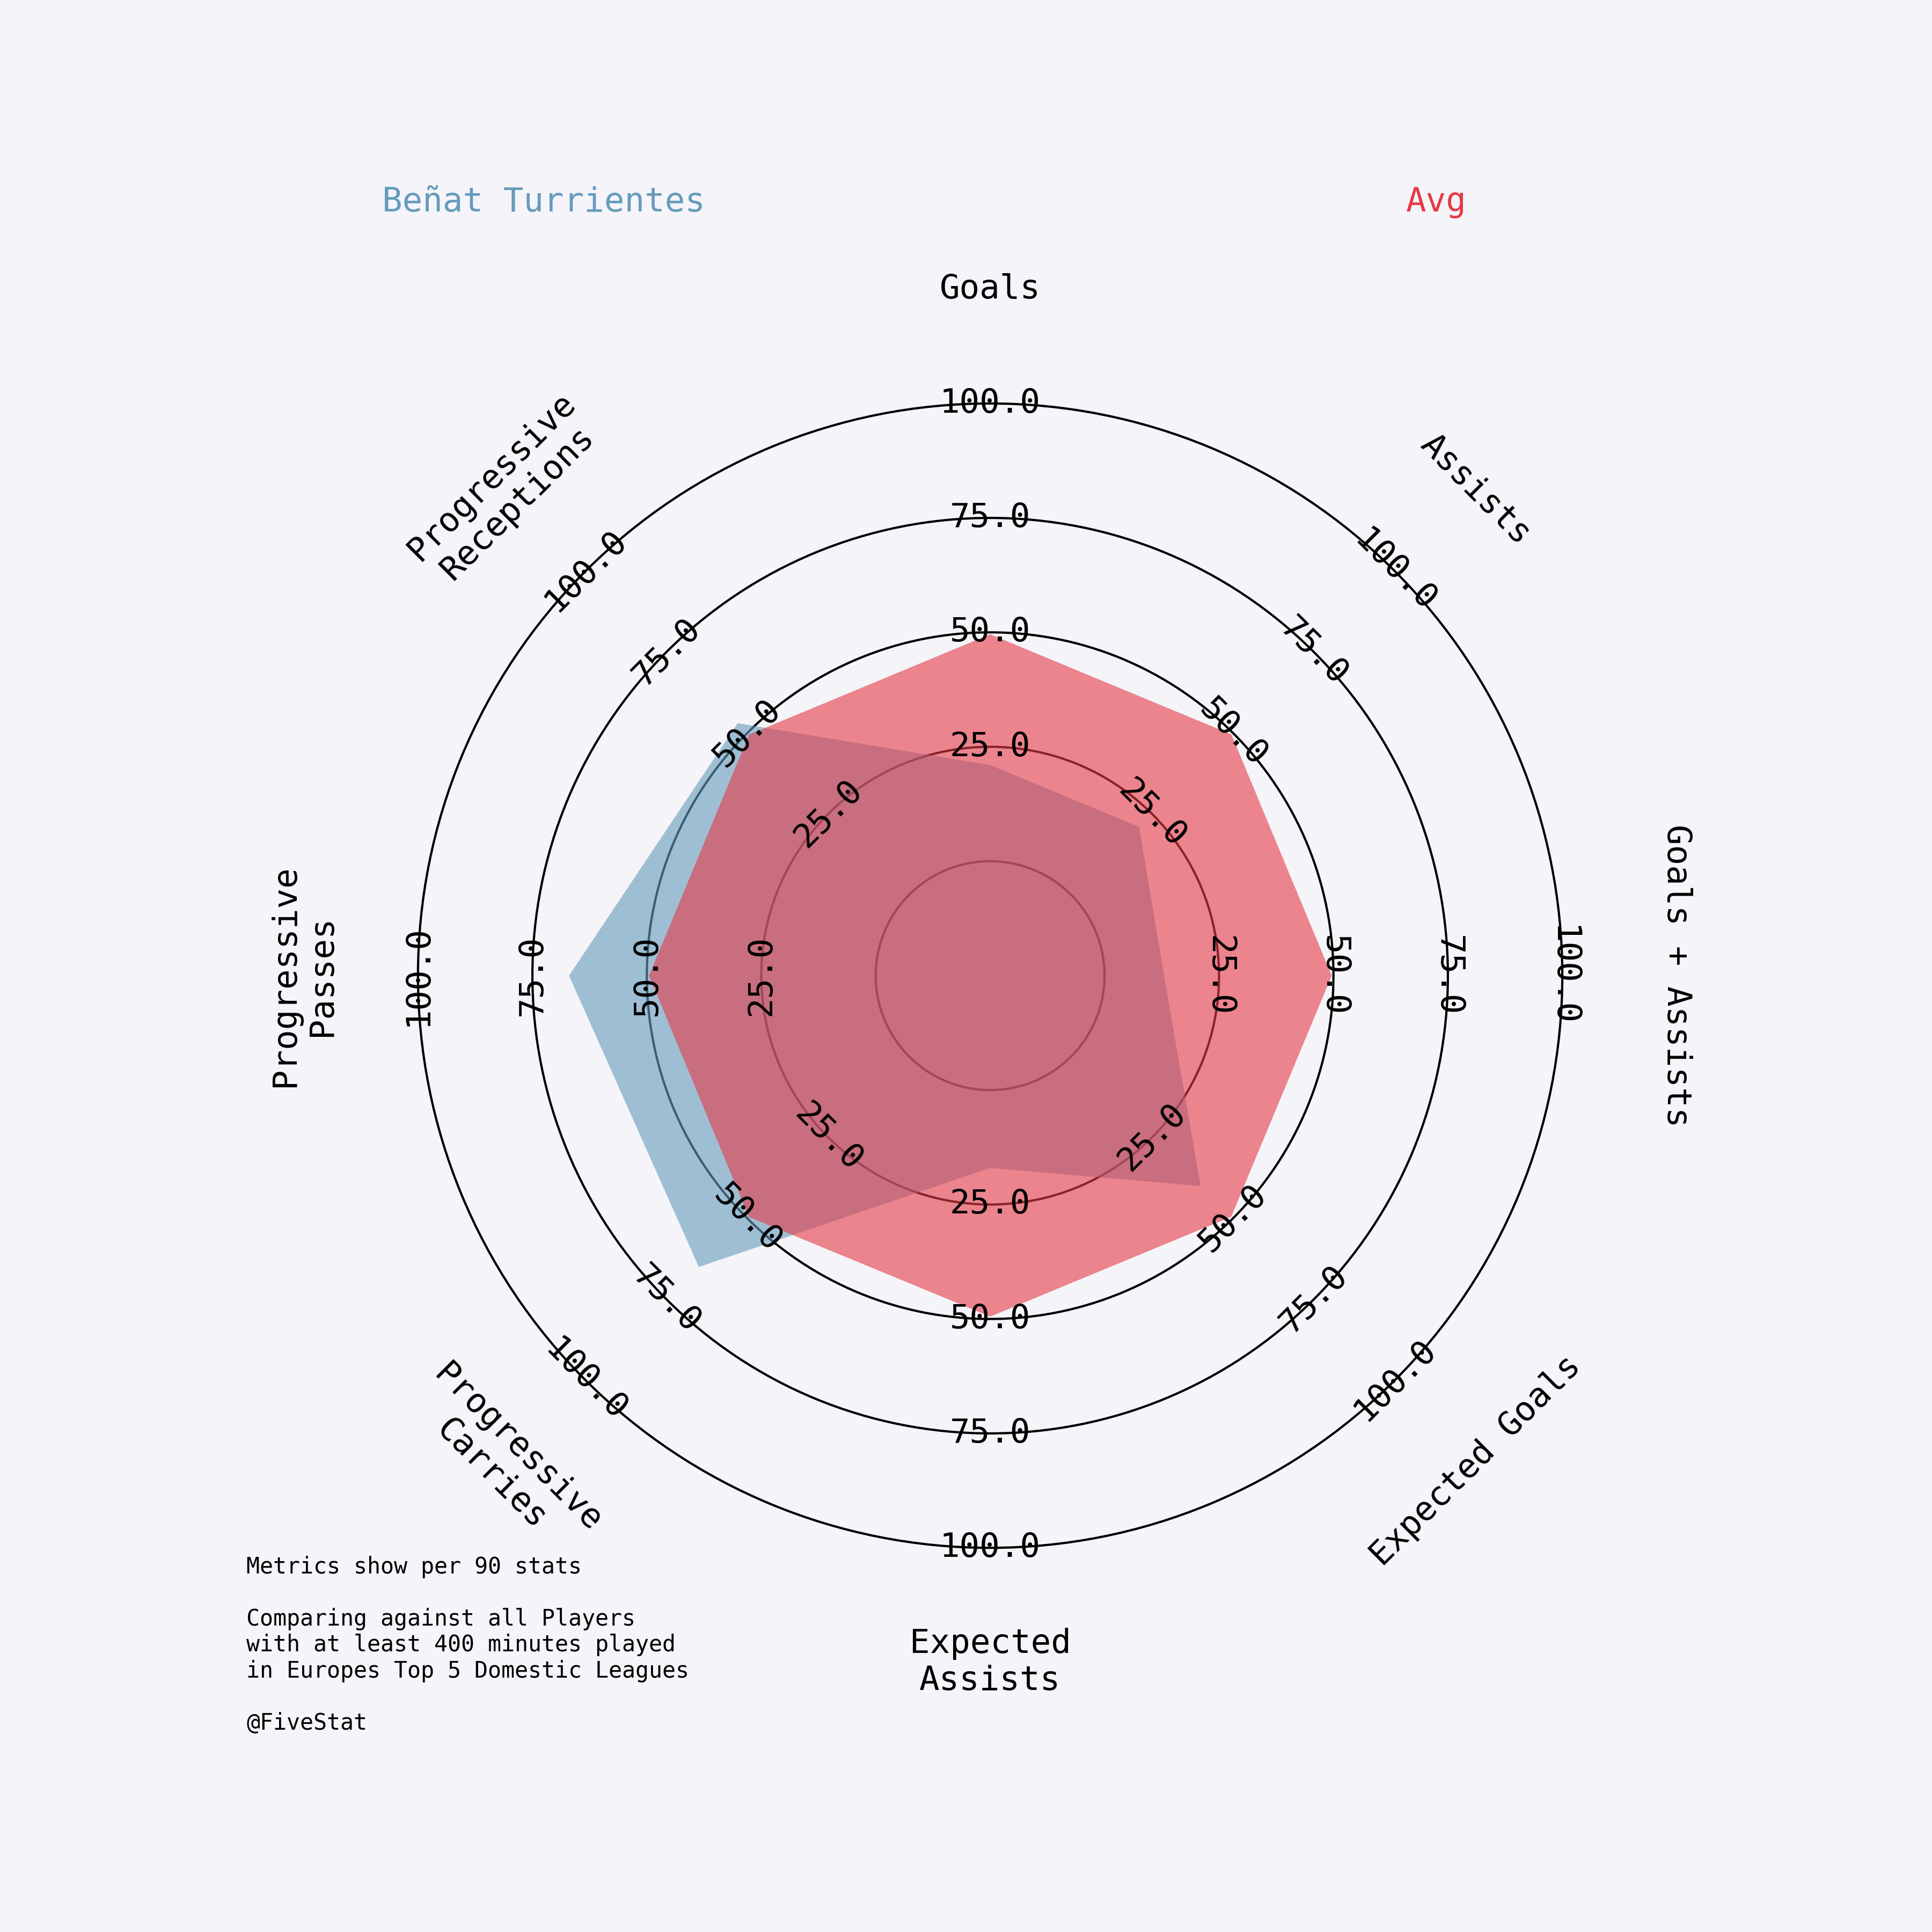 Beñat Turrientes
Avg
Goals
Assists
Goals + Assists
Expected Goals
Expected
Assists
Progressive
Carries
Progressive
Passes
Progressive
Receptions
25.0
50.0
75.0
100.0
25.0
50.0
75.0
100.0
25.0
50.0
75.0
100.0
25.0
50.0
75.0
100.0
25.0
50.0
75.0
100.0
25.0
50.0
75.0
100.0
25.0
50.0
75.0
100.0
25.0
50.0
75.0
100.0
Metrics show per 90 stats
Comparing against all Players
with at least 400 minutes played
in Europes Top 5 Domestic Leagues
@FiveStat